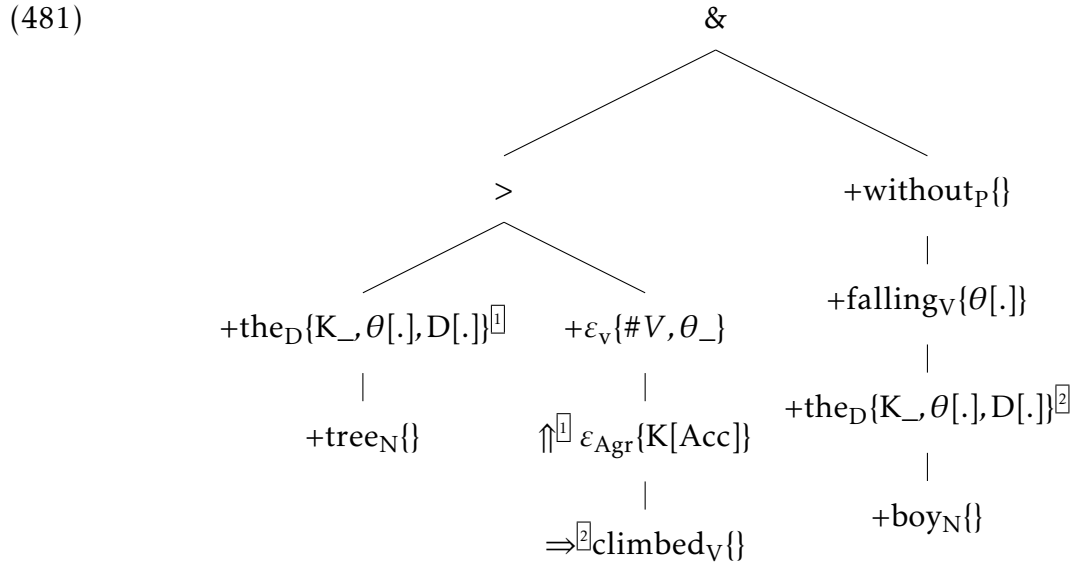 (481)
&
> +without_P{}
+falling_V{θ[.]}
+the_D{K_, θ[.], D[.]}[1] +ε_v{#V, θ_}
+the_D{K_, θ[.], D[.]}[2]
+tree_N{} ⇑[1] ε_Agr{K[Acc]}
+boy_N{}
⇒[2]climbed_V{}